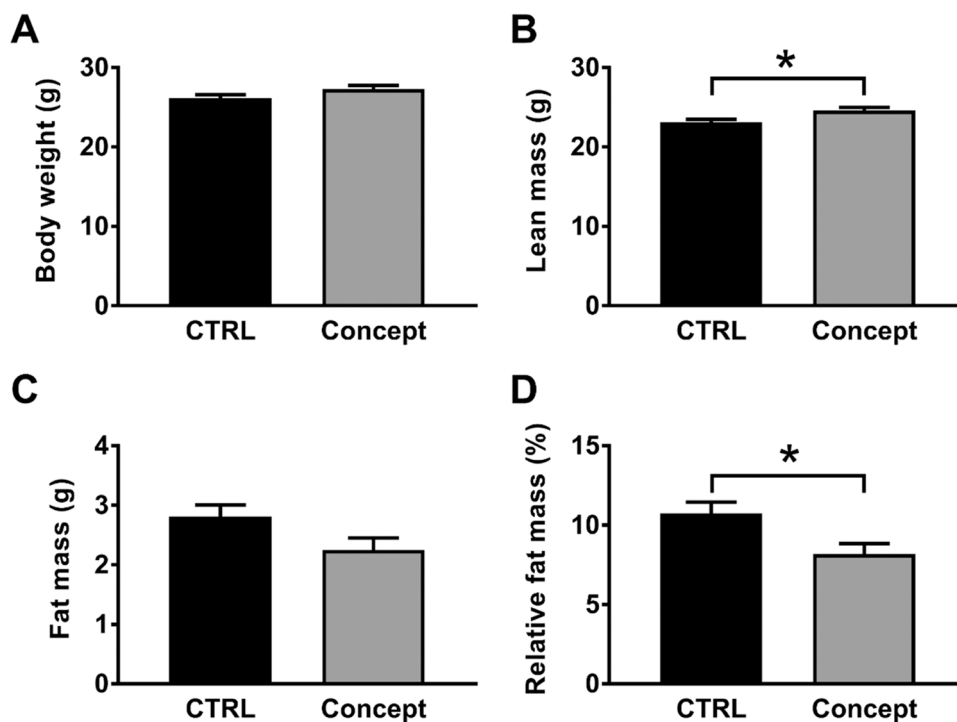 A
Body weight (g)
30
20
10
0
CTRL Concept
B
Lean mass (g)
30
20
10
0
*
CTRL Concept
C
Fat mass (g)
4
3
2
1
0
CTRL Concept
D
Relative fat mass (%)
15
10
5
0
*
CTRL Concept